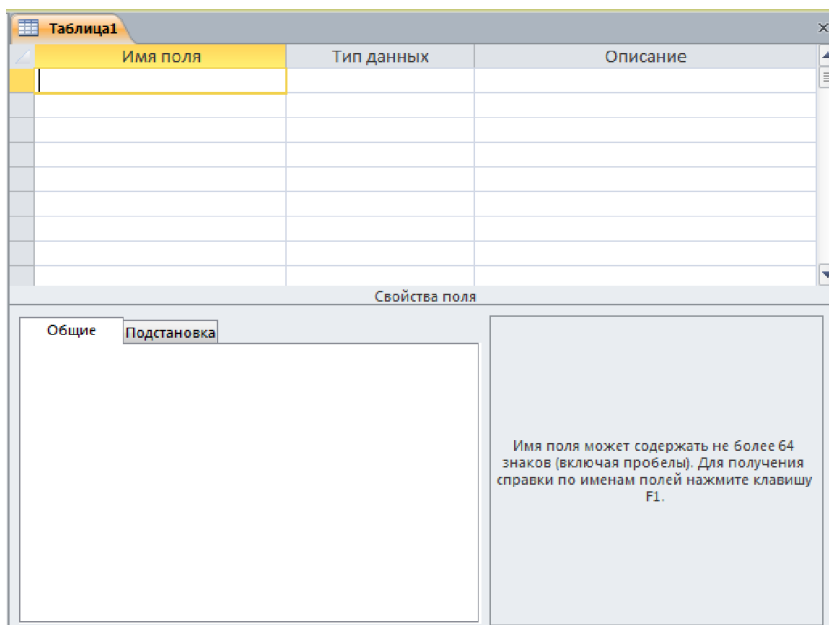 Таблица1
Имя поля Тип данных Описание
Свойства поля
Общие Подстановка
Имя поля может содержать не более 64
знаков (включая пробелы). Для получения
справки по именам полей нажмите клавишу
F1.